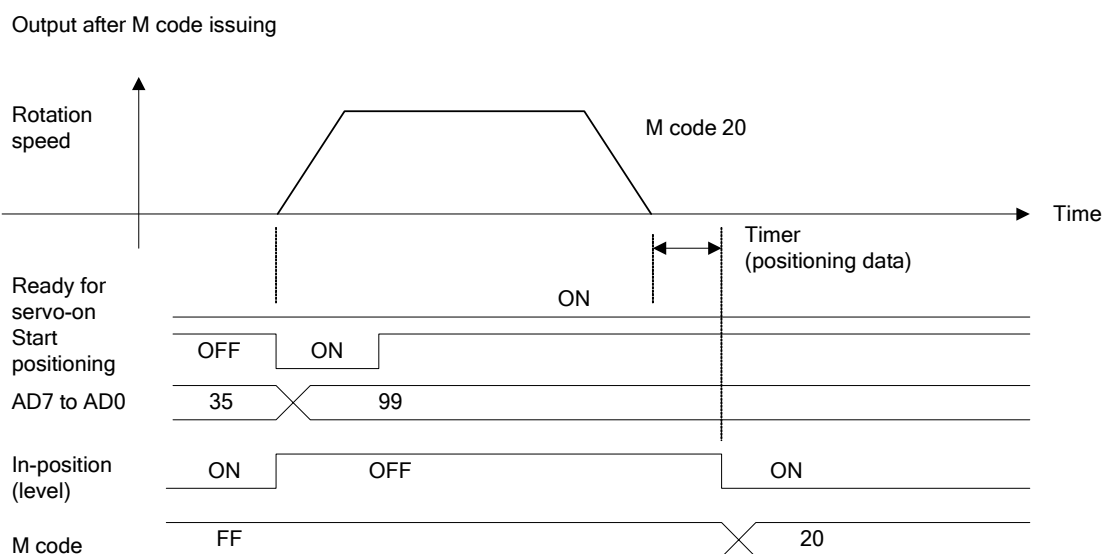 Output after M code issuing
Rotation
speed
M code 20
Time
Timer
(positioning data)
Ready for
servo-on
ON
Start
positioning
OFF ON
AD7 to AD0 35 99
In-position
(level)
ON OFF ON
M code FF 20